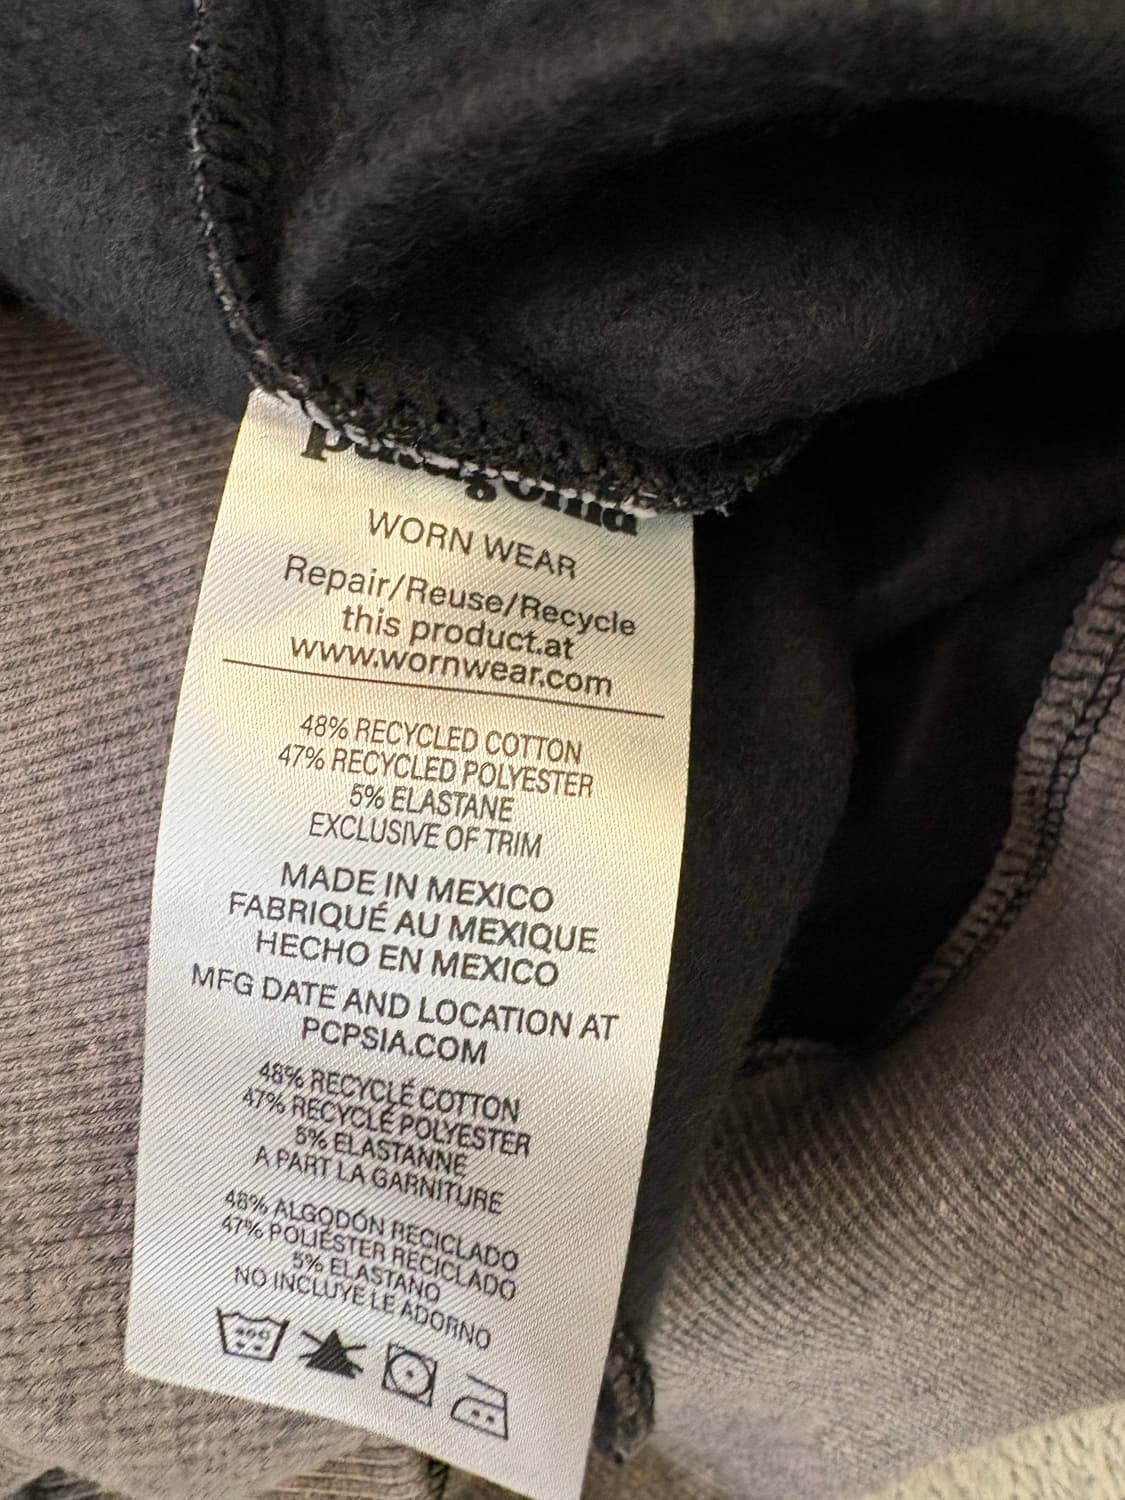 patagonia
WORN WEAR
Repair/Reuse/Recycle
this product.at
www.wornwear.com
48% RECYCLED COTTON
47% RECYCLED POLYESTER
5% ELASTANE
EXCLUSIVE OF TRIM
MADE IN MEXICO
FABRIQUÉ AU MEXIQUE
HECHO EN MEXICO
MFG DATE AND LOCATION AT
PCPSIA.COM
48% RECYCLÉ COTTON
47% RECYCLÉ POLYESTER
5% ELASTANNE
A PART LA GARNITURE
48% ALGODÓN RECICLADO
47% POLIÉSTER RECICLADO
5% ELASTANO
NO INCLUYE LE ADORNO